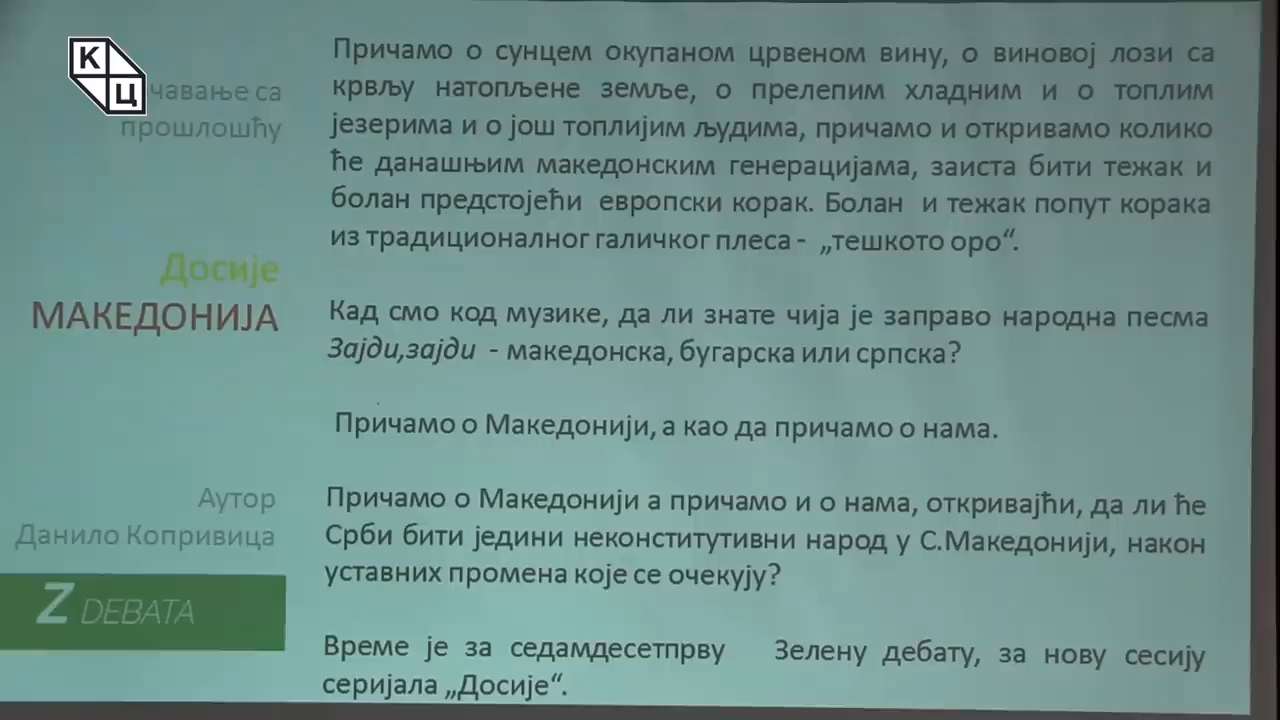 К
Ц
чавање са
прошлошћу
Досије
МАКЕДОНИЈА
Аутор
Данило Копривица
Z DEBATA
Причамо о сунцем окупаном црвеном вину, о виновој лози са
крвљу натопљене земље, о прелепим хладним и о топлим
језерима и о још топлијим људима, причамо и откривамо колико
ће данашњим македонским генерацијама, заиста бити тежак и
болан предстојећи европски корак. Болан и тежак попут корака
из традиционалног галичког плеса - „тешкото оро“.
Кад смо код музике, да ли знате чија је заправо народна песма
Зајди,зајди - македонска, бугарска или српска?
Причамо о Македонији, а као да причамо о нама.
Причамо о Македонији а причамо и о нама, откривајћи, да ли ће
Срби бити једини неконститутивни народ у С.Македонији, након
уставних промена које се очекују?
Време је за седамдесетпрву Зелену дебату, за нову сесију
серијала „Досије“.